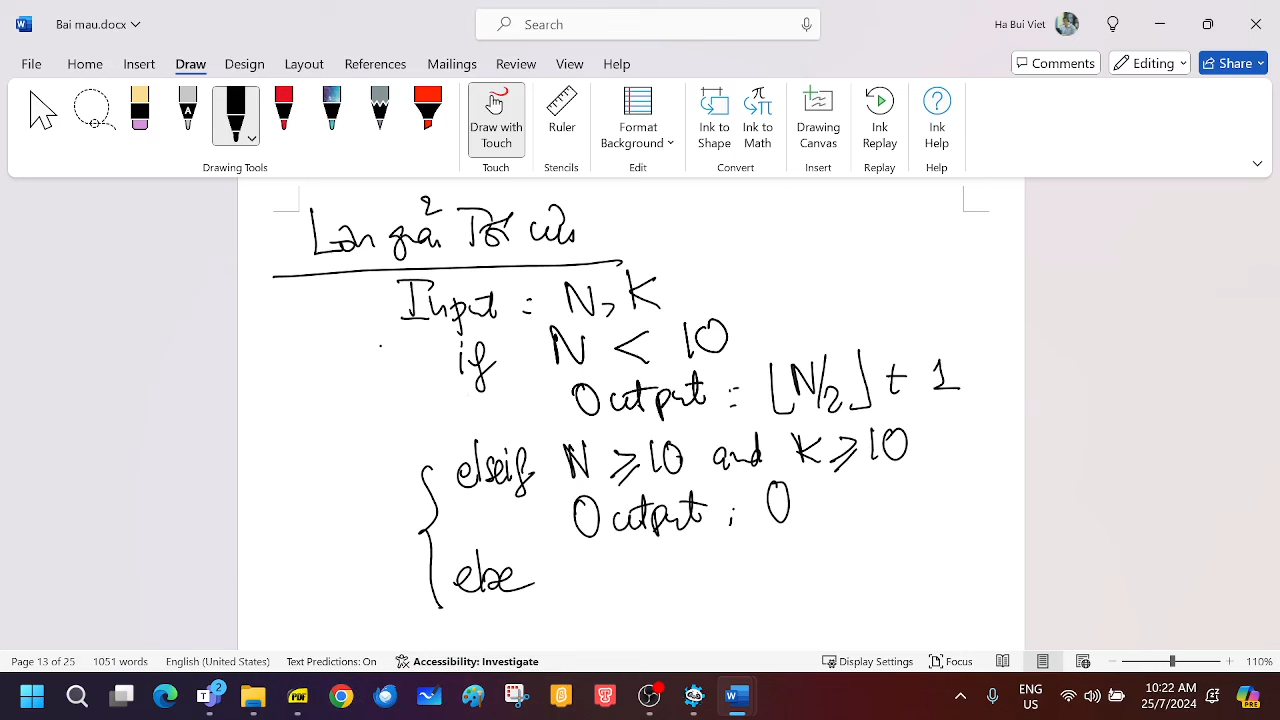 Bai mau.docx
Search
Ha Bui Viet
File Home Insert Draw Design Layout References Mailings Review View Help
Comments Editing Share
Draw with Touch
Ruler
Format Background
Ink to Shape
Ink to Math
Drawing Canvas
Ink Replay
Ink Help
Drawing Tools Touch Stencils Edit Convert Insert Replay Help
Lan quả Tối ưu
Input : N, K
if N < 10
Output : ⌊N/2⌋ + 1
elseif N ⩾ 10 and K ⩾ 10
Output : 0
else
Page 13 of 25 1051 words English (United States) Text Predictions: On Accessibility: Investigate Display Settings Focus 110%
ENG US
10:22 AM
25/7/2024